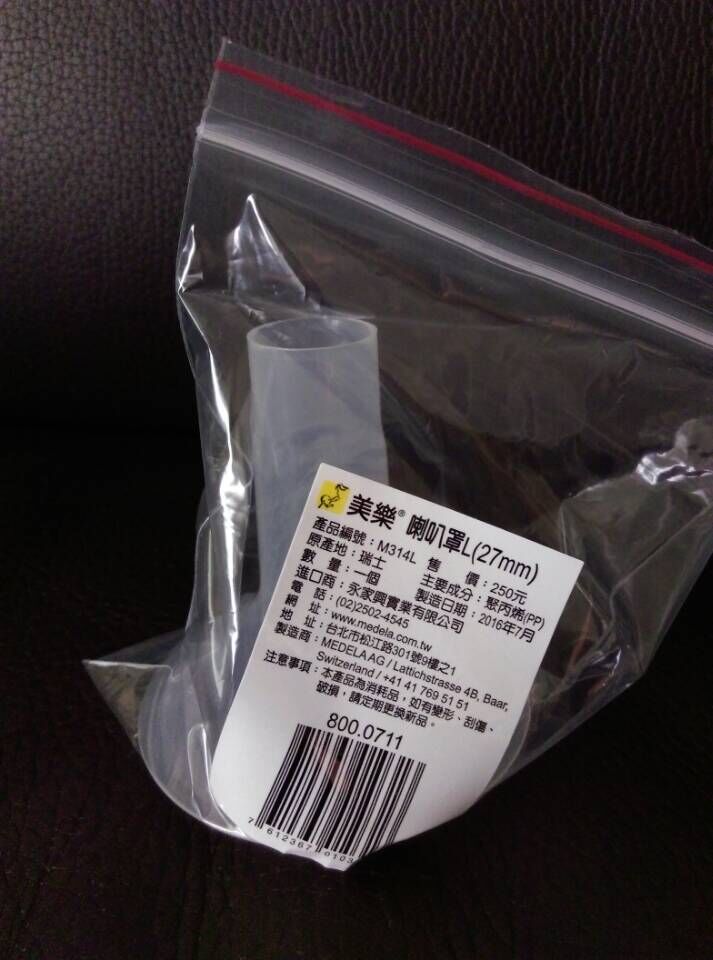 美樂® 喇叭罩L(27mm)
產品編號：M314L 售 價：250元
原產地：瑞士 主要成分：聚丙烯(PP)
數 量：一個 製造日期：2016年7月
進口商：永家興實業有限公司
電 話：(02)2502-4545
網 址：www.medela.com.tw
地 址：台北市松江路301號9樓之1
製造商：MEDELA AG / Lattichstrasse 4B, Baar,
Switzerland / +41 41 769 51 51
注意事項：本產品為消耗品，如有變形、刮傷、
破損，請定期更換新品。
800.0711
7 612367 0103